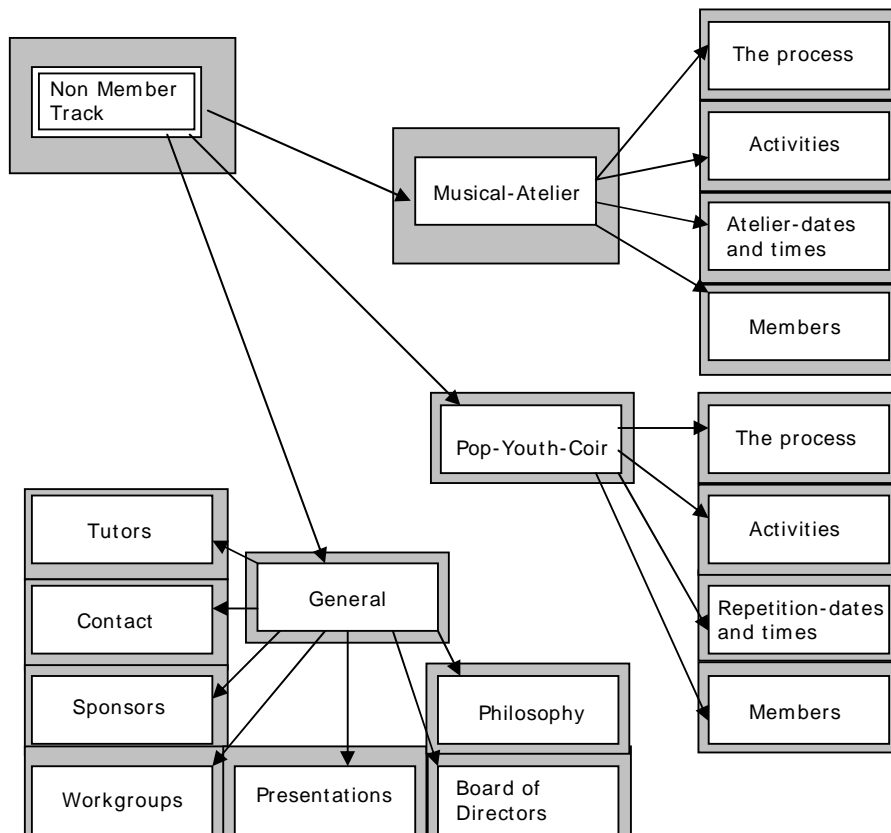 Non Member
Track
Musical-Atelier
The process
Activities
Atelier-dates
and times
Members
Pop-Youth-Coir
The process
Activities
Repetition-dates
and times
Members
General
Tutors
Contact
Sponsors
Workgroups
Presentations
Philosophy
Board of
Directors